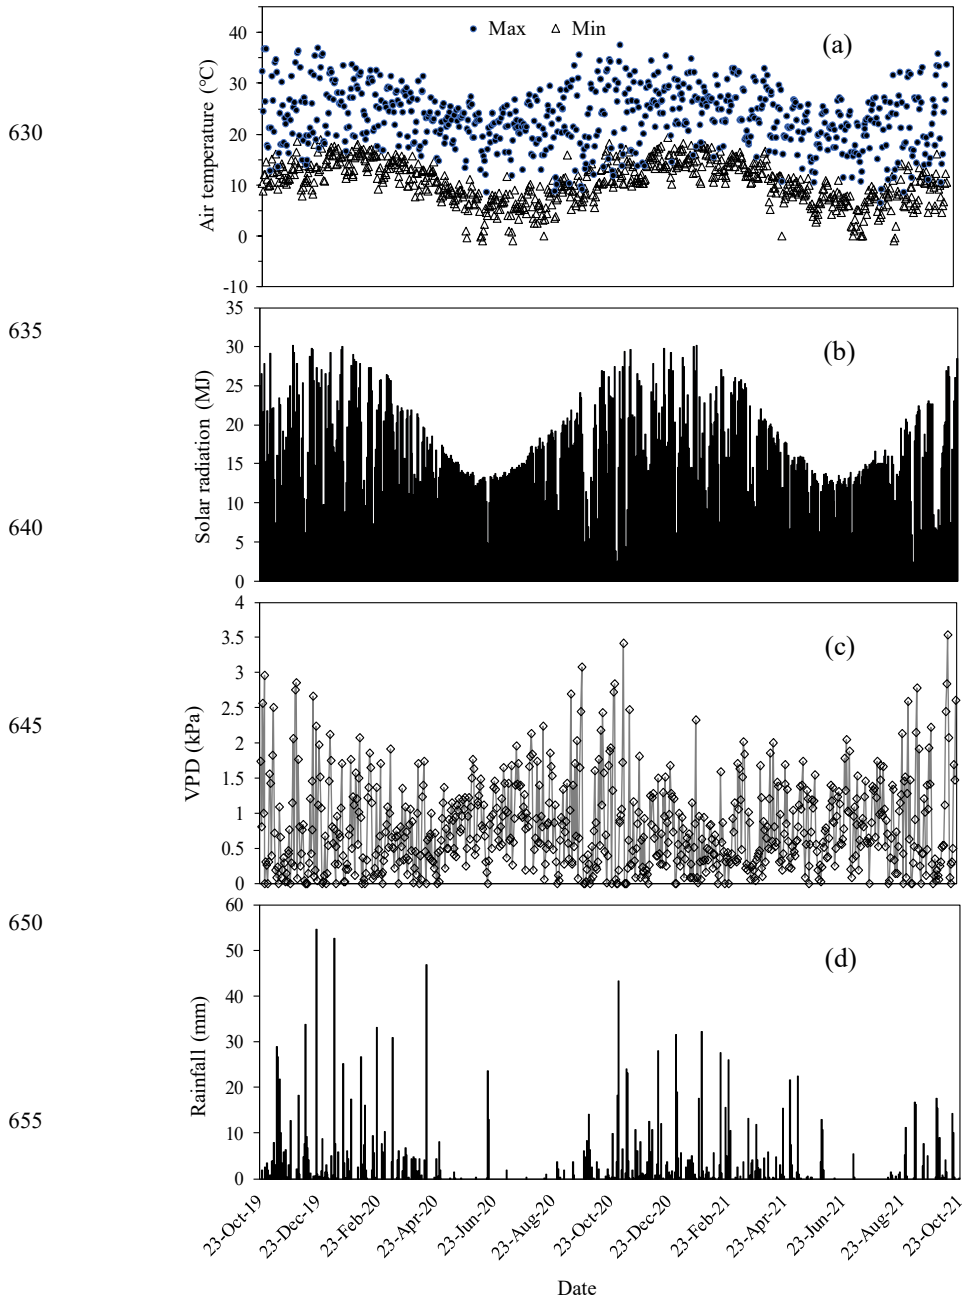 Max Min
(a)
Air temperature (°C)
40
30
20
10
0
-10
630
(b)
Solar radiation (MJ)
35
30
25
20
15
10
5
0
635
640
(c)
VPD (kPa)
4
3.5
3
2.5
2
1.5
1
0.5
0
645
(d)
Rainfall (mm)
60
50
40
30
20
10
0
650
655
23-Oct-19
23-Dec-19
23-Feb-20
23-Apr-20
23-Jun-20
23-Aug-20
23-Oct-20
23-Dec-20
23-Feb-21
23-Apr-21
23-Jun-21
23-Aug-21
23-Oct-21
Date